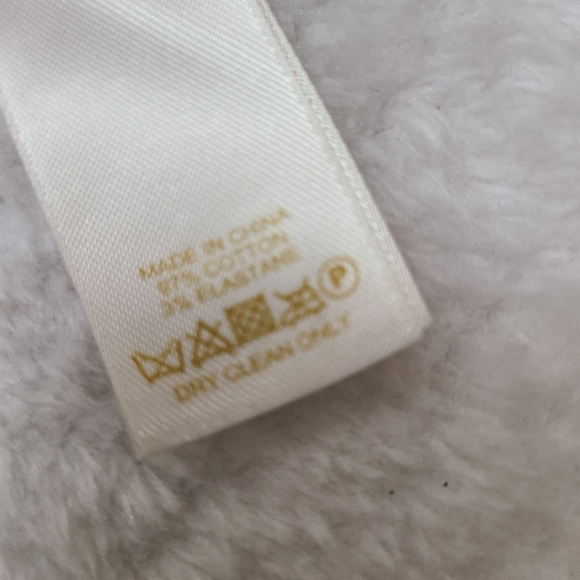 MADE IN CHINA
97% COTTON
3% ELASTANE
P
DRY CLEAN ONLY